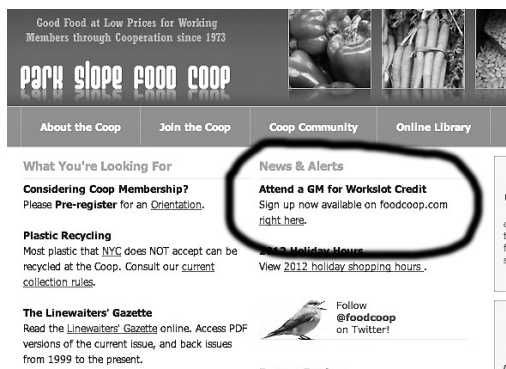 Good Food at Low Prices for Working
Members through Cooperation since 1973
PARK SLOPE FOOD COOP
About the Coop
Join the Coop
Coop Community
Online Library
What You're Looking For
Considering Coop Membership?
Please Pre-register for an Orientation.
Plastic Recycling
Most plastic that NYC does NOT accept can be
recycled at the Coop. Consult our current
collection rules.
The Linewaiters' Gazette
Read the Linewaiters' Gazette online. Access PDF
versions of the current issue, and back issues
from 1999 to the present.
News & Alerts
Attend a GM for Workslot Credit
Sign up now available on foodcoop.com
right here.
2012 Holiday Hours
View 2012 holiday shopping hours .
Follow
@foodcoop
on Twitter!